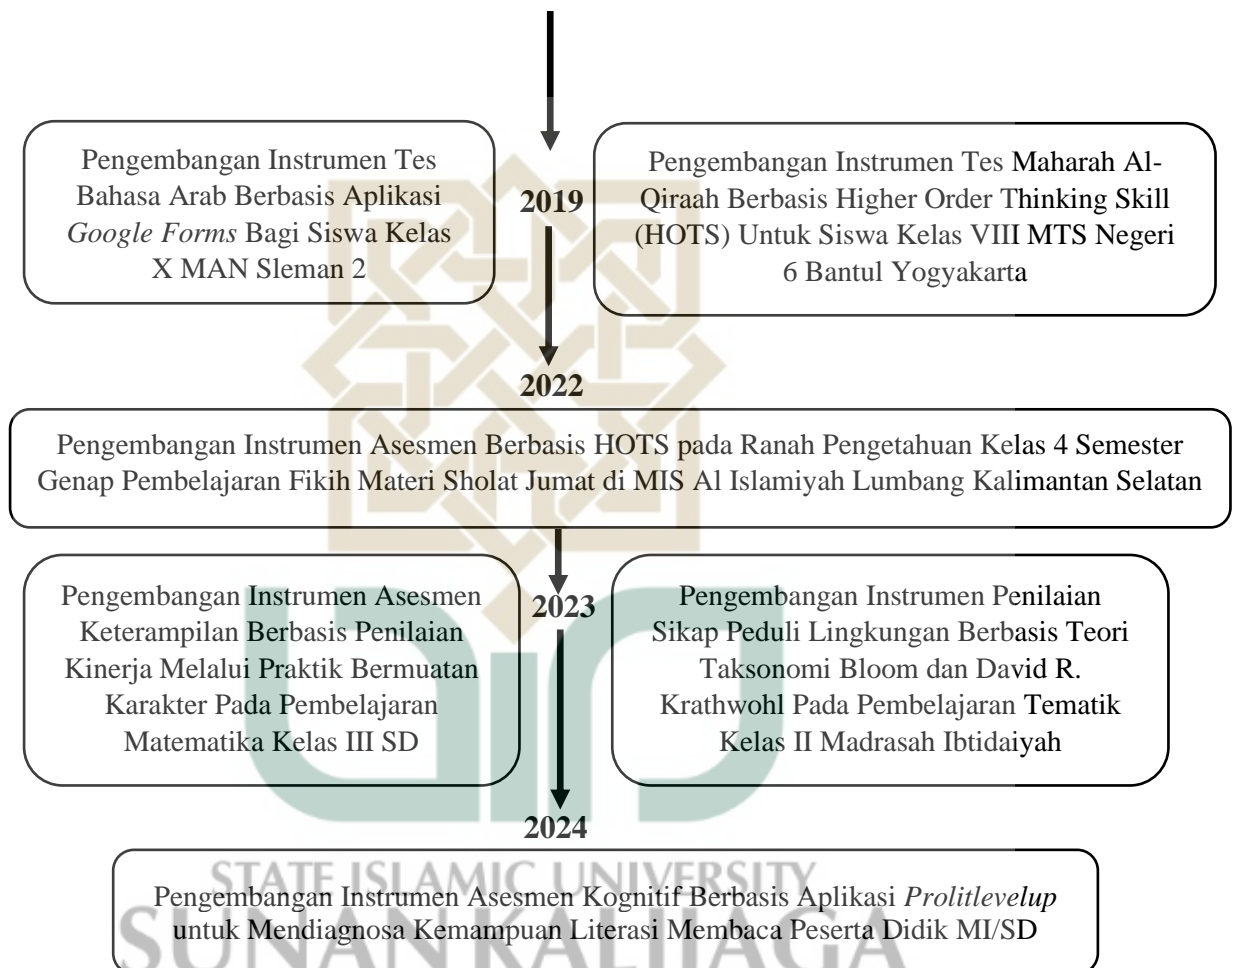 Pengembangan Instrumen Tes
Bahasa Arab Berbasis Aplikasi
Google Forms Bagi Siswa Kelas
X MAN Sleman 2
2019
Pengembangan Instrumen Tes Maharah Al-
Qiraah Berbasis Higher Order Thinking Skill
(HOTS) Untuk Siswa Kelas VIII MTS Negeri
6 Bantul Yogyakarta
2022
Pengembangan Instrumen Asesmen Berbasis HOTS pada Ranah Pengetahuan Kelas 4 Semester
Genap Pembelajaran Fikih Materi Sholat Jumat di MIS Al Islamiyah Lumbang Kalimantan Selatan
Pengembangan Instrumen Asesmen
Keterampilan Berbasis Penilaian
Kinerja Melalui Praktik Bermuatan
Karakter Pada Pembelajaran
Matematika Kelas III SD
2023
Pengembangan Instrumen Penilaian
Sikap Peduli Lingkungan Berbasis Teori
Taksonomi Bloom dan David R.
Krathwohl Pada Pembelajaran Tematik
Kelas II Madrasah Ibtidaiyah
2024
STATE ISLAMIC UNIVERSITY
SUNAN KALIJAGA
Pengembangan Instrumen Asesmen Kognitif Berbasis Aplikasi Prolitlevelup
untuk Mendiagnosa Kemampuan Literasi Membaca Peserta Didik MI/SD